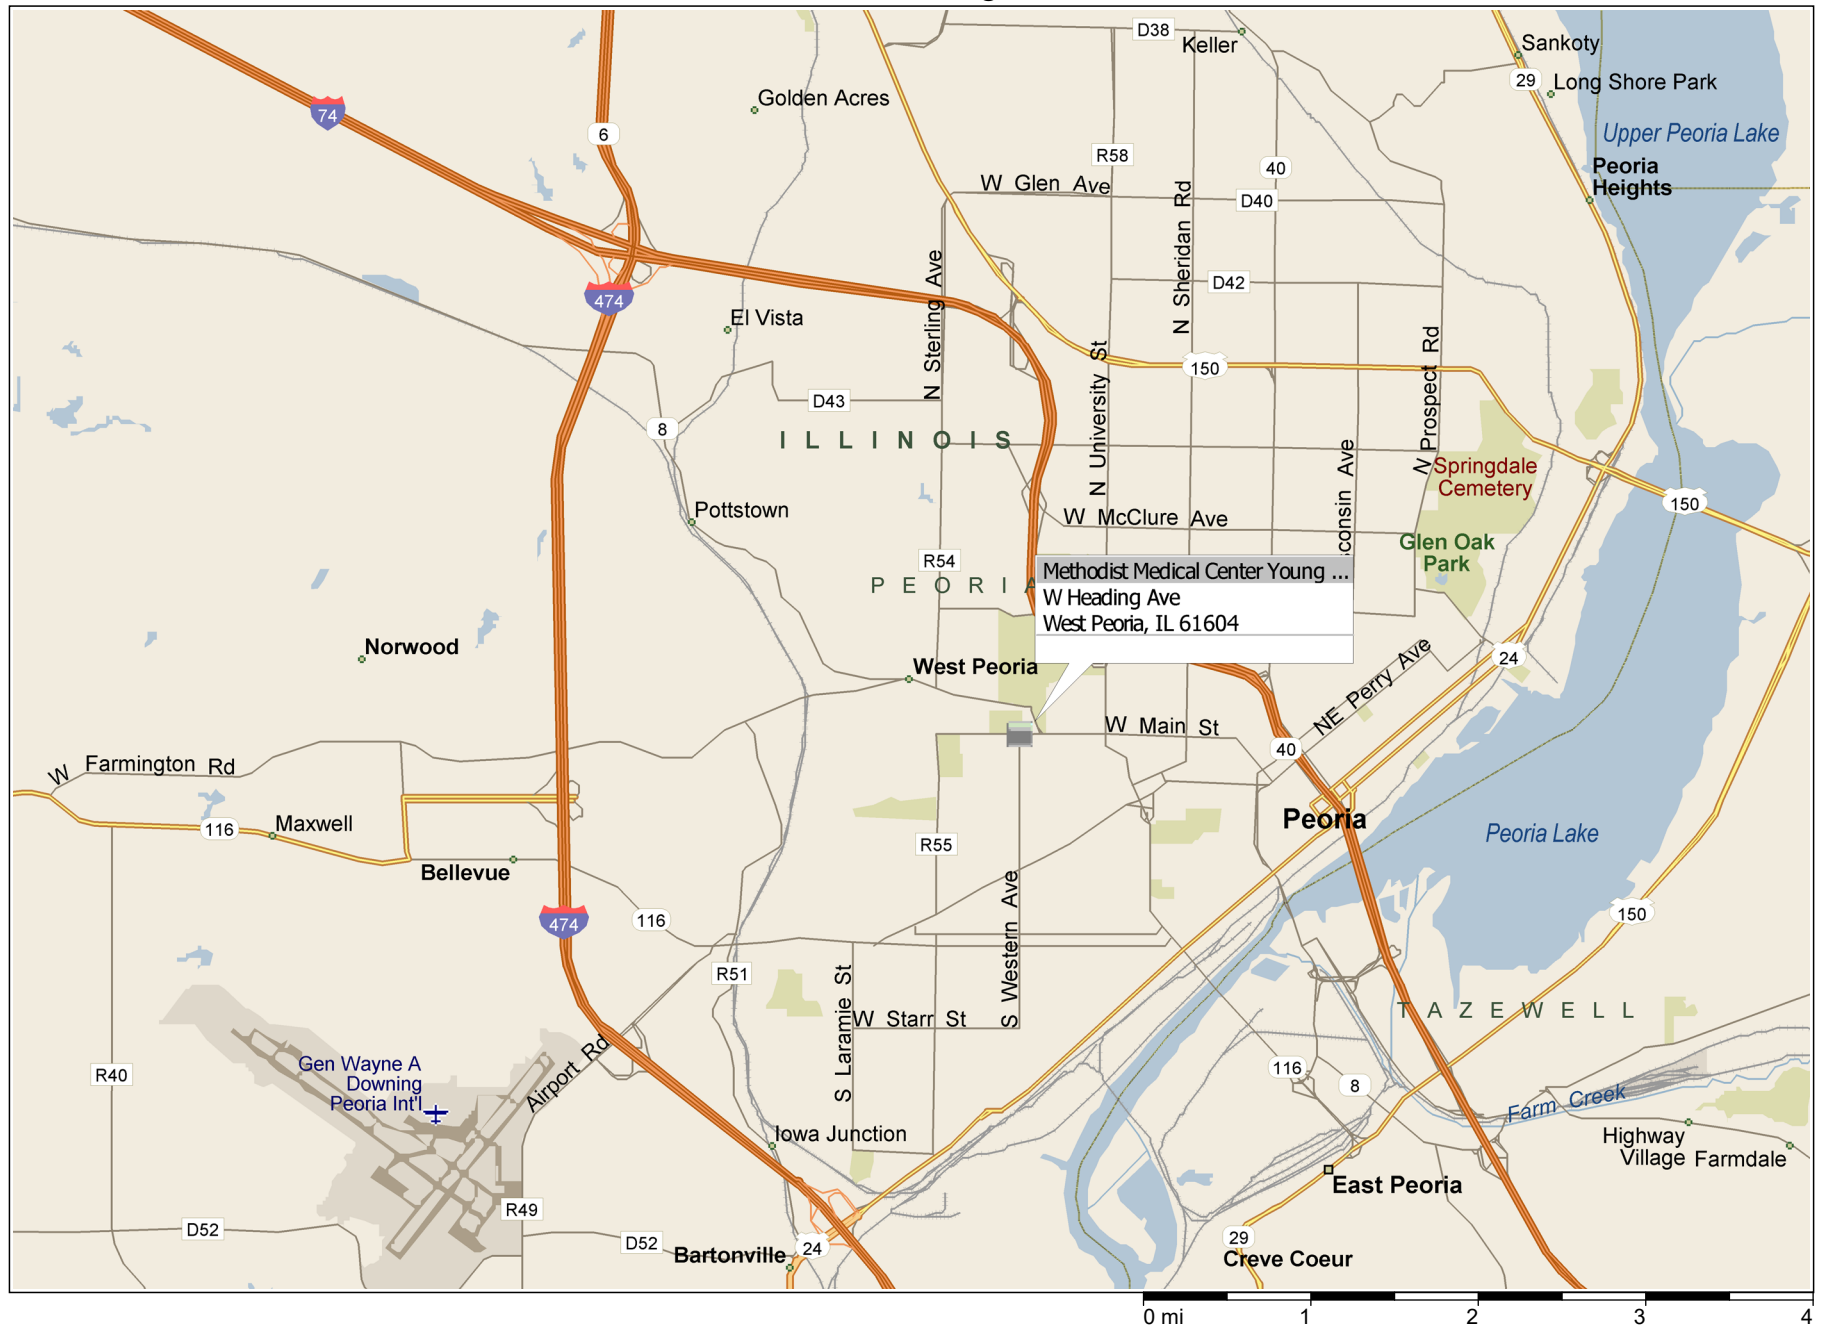 D38
Keller
Sankoty
29
Long Shore Park
Golden Acres
74
6
Upper Peoria Lake
R58
40
Peoria
Heights
W Glen Ave
D40
N Sheridan Rd
N Sterling Ave
D42
474
El Vista
N University St
150
N Prospect Rd
D43
8
ILLINOIS
Springdale
Cemetery
150
Pottstown
W McClure Ave
consin Ave
Glen Oak
Park
R54
PEORIA
Methodist Medical Center Young ...
W Heading Ave
West Peoria, IL 61604
Norwood
West Peoria
24
NE Perry Ave
W Main St
40
W Farmington Rd
116
Maxwell
Peoria
Peoria Lake
R55
Bellevue
474
116
150
S Western Ave
R51
S Laramie St
W Starr St
TAZEWELL
Gen Wayne A
Downing
Peoria Int'l
R40
Airport Rd
116
8
Farm Creek
Iowa Junction
Highway
Village
Farmdale
East Peoria
R49
D52
D52
Bartonville
24
29
Creve Coeur
0 mi 1 2 3 4